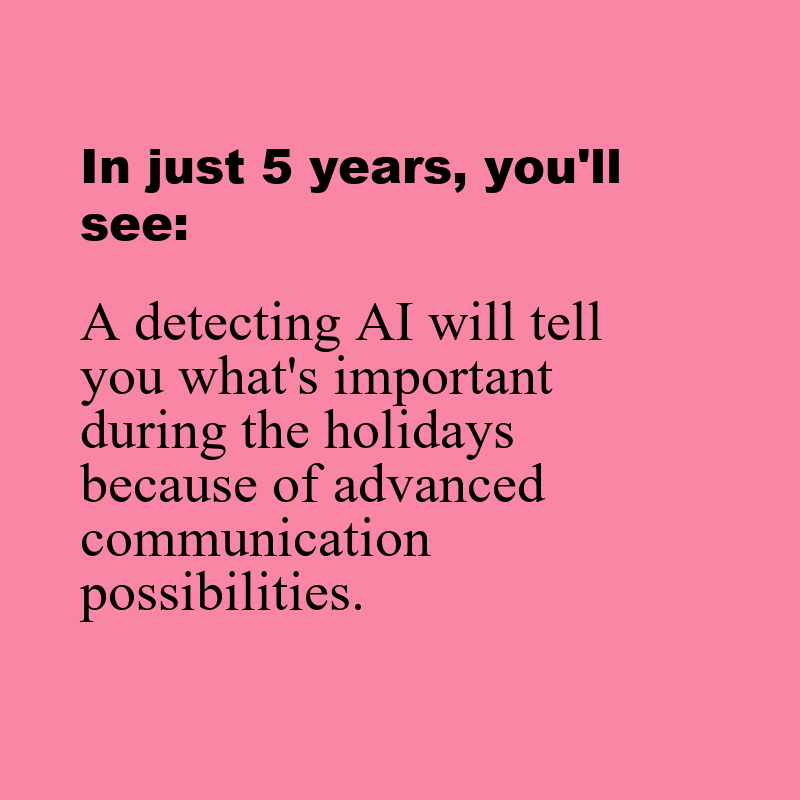 In just 5 years, you'll
see:
A detecting AI will tell
you what's important
during the holidays
because of advanced
communication
possibilities.